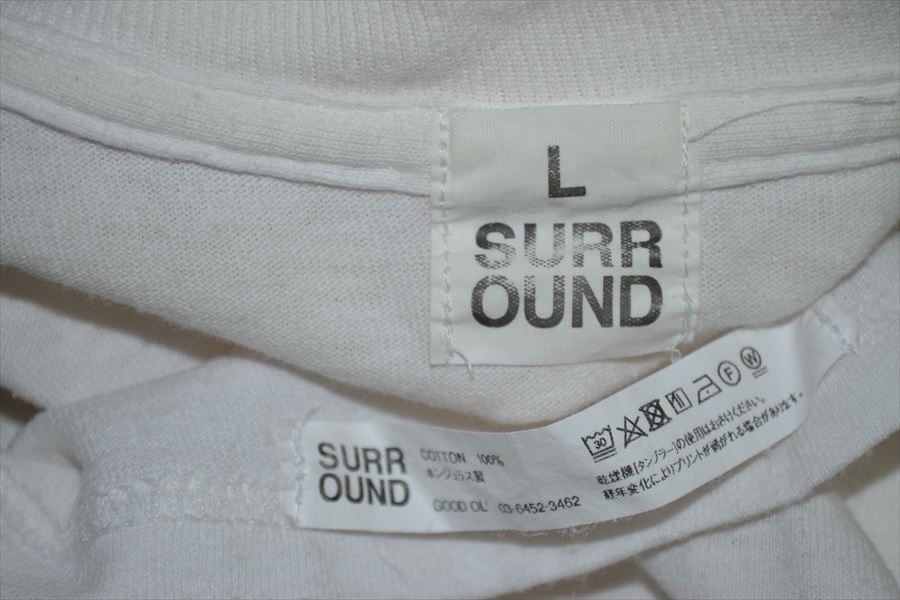 L
SURR
OUND
SURR
OUND
COTTON 100%
ホンジュラス製
GOOD OL' 03-6452-3462
30
F
W
乾燥機(タンブラー)の使用はおさけください。
経年変化によりプリントが剥がれる場合があります。